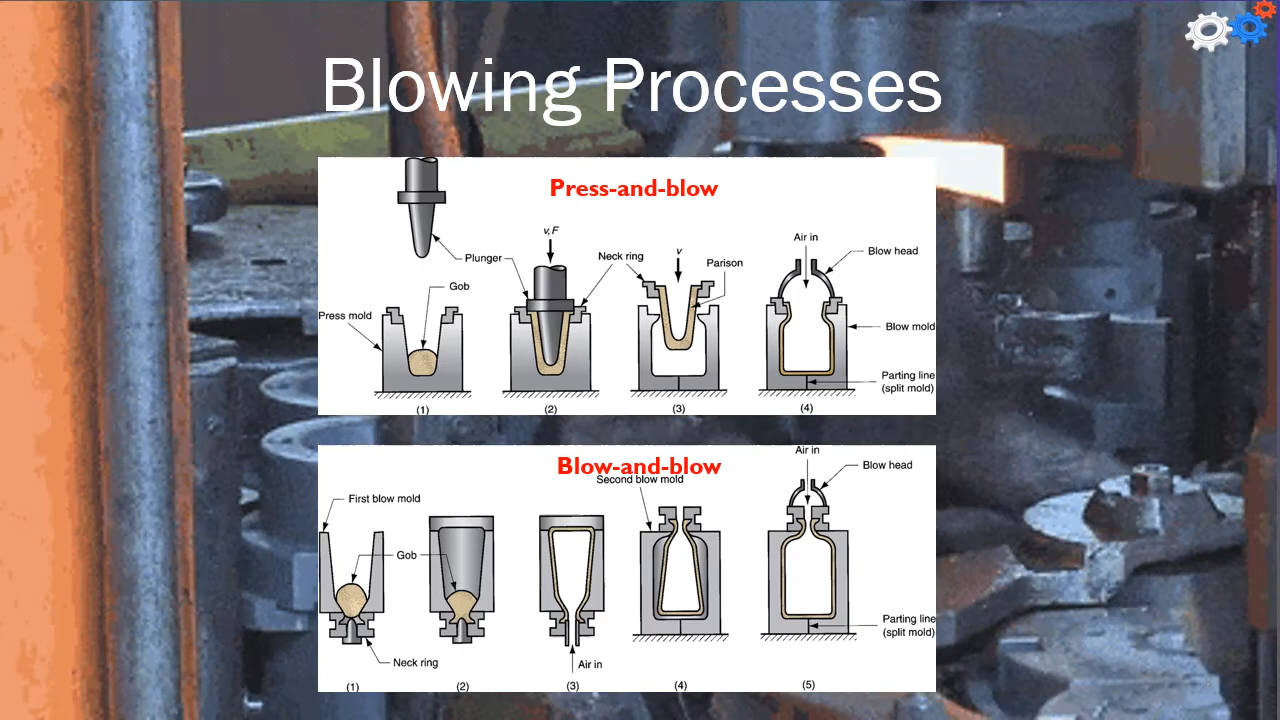 Blowing Processes
Press-and-blow
v, F
Air in
v
Blow head
Plunger
Neck ring
Parison
Gob
Press mold
Blow mold
Parting line
(split mold)
(1)
(2)
(3)
(4)
Blow-and-blow
Air in
Second blow mold
Blow head
First blow mold
Gob
Parting line
(split mold)
Neck ring
Air in
(1)
(2)
(3)
(4)
(5)